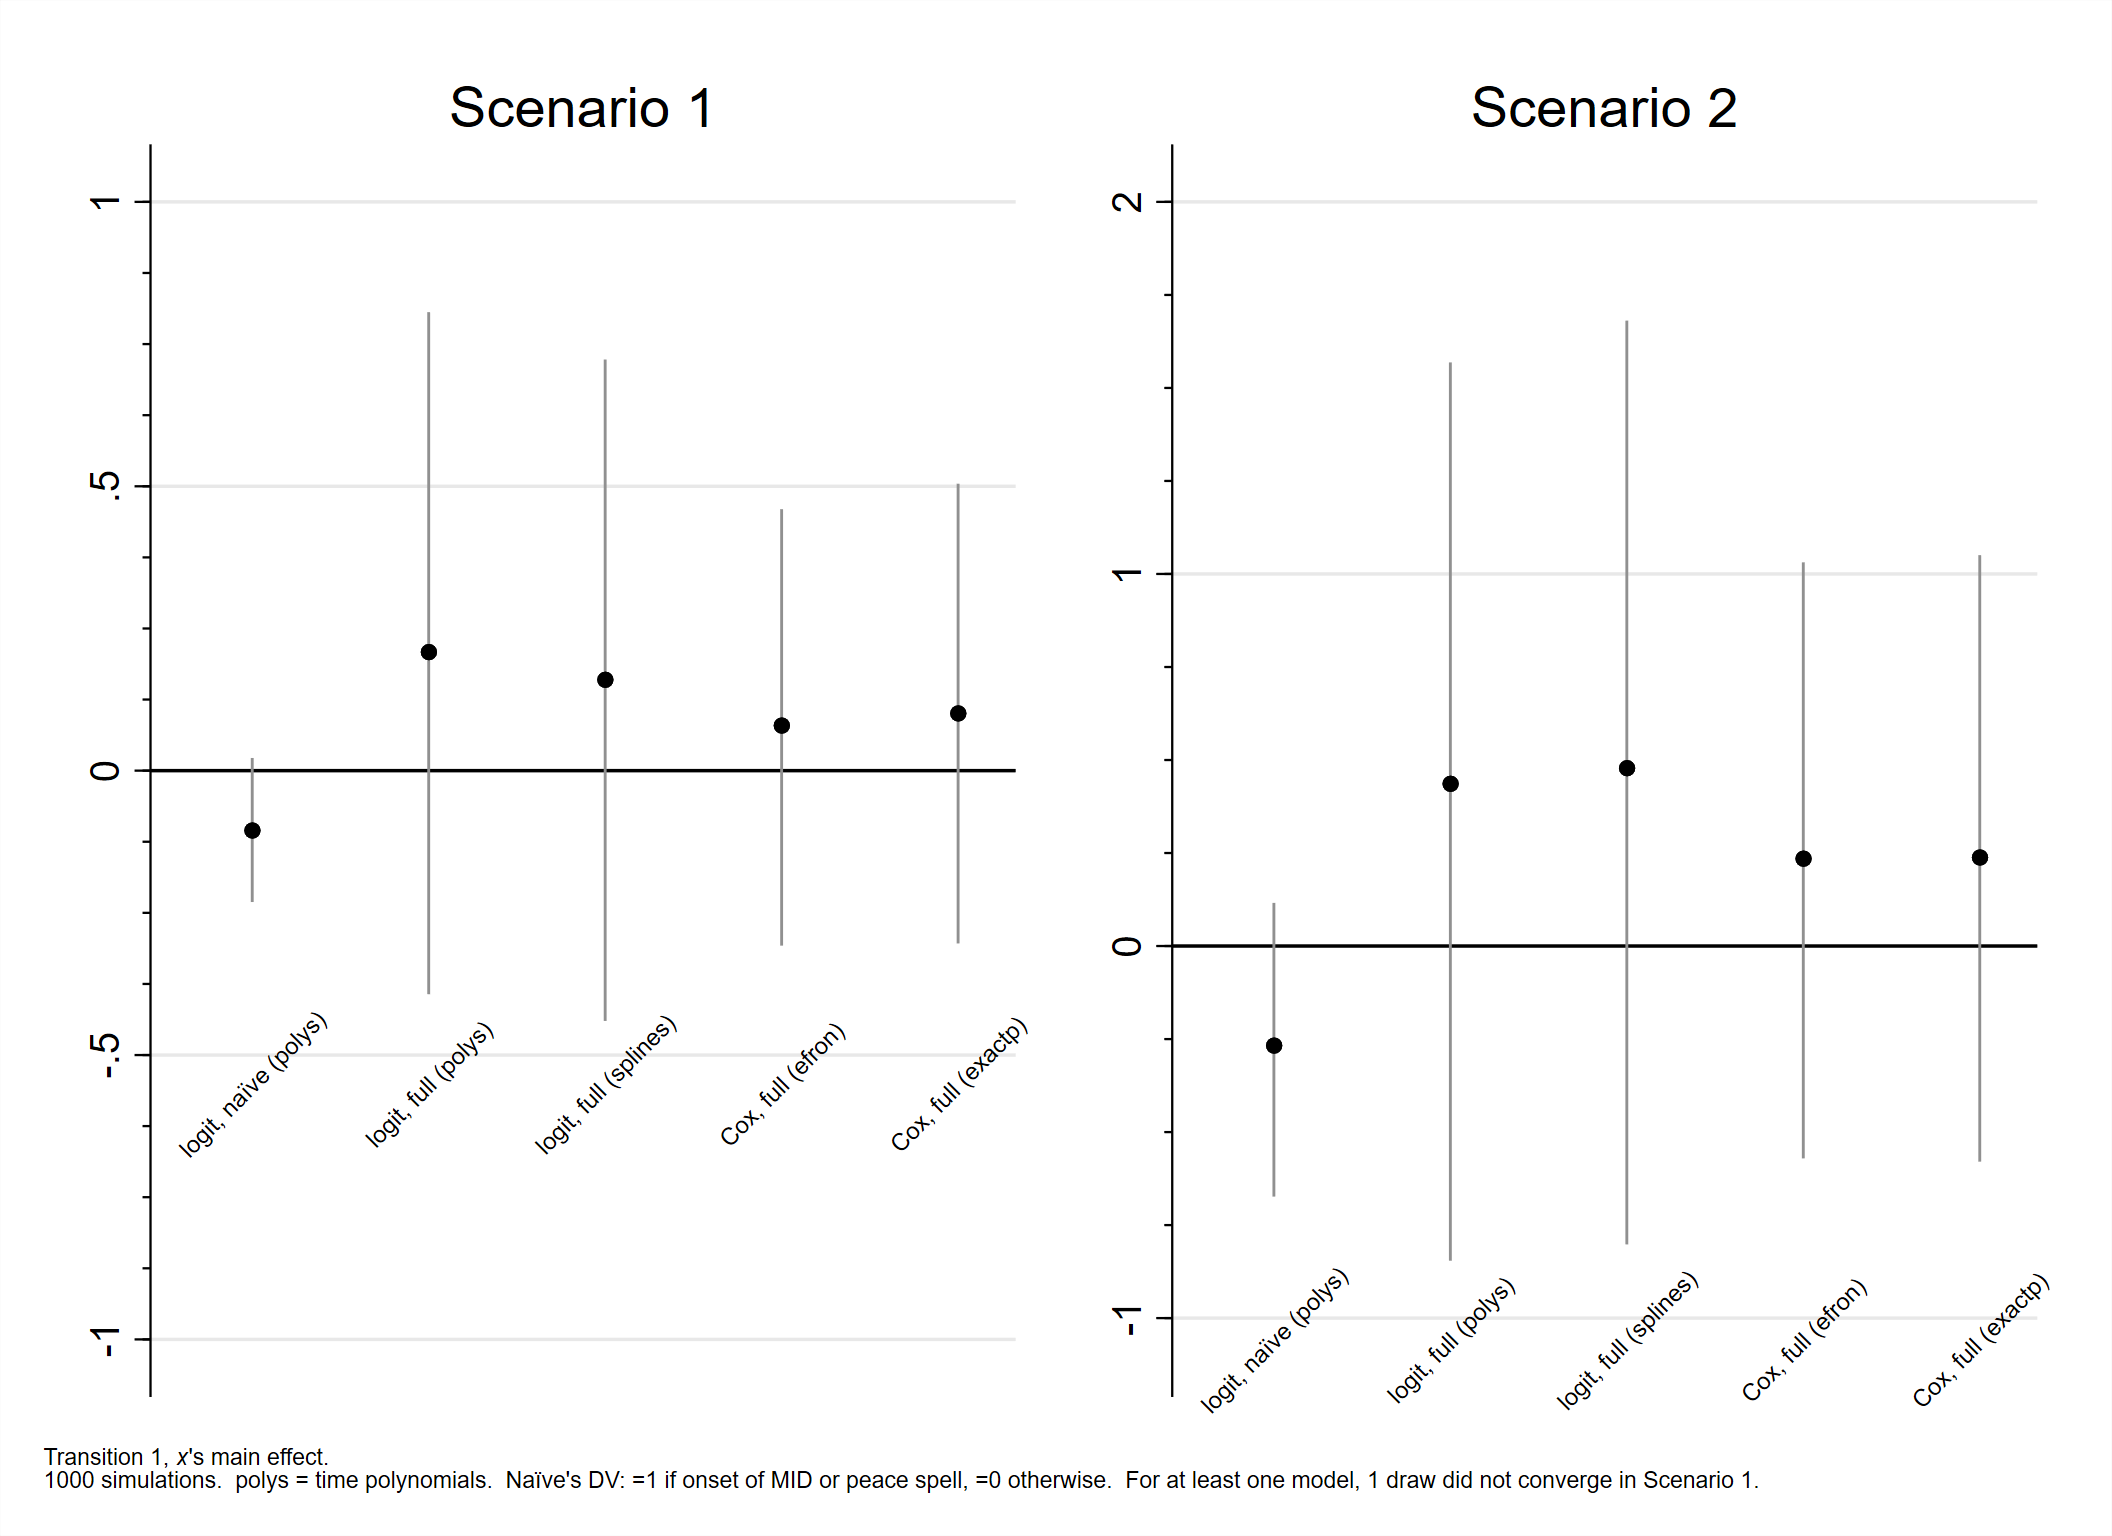 Scenario 1
1
.5
0
-.5
-1
logit, naïve (polys)
logit, full (polys)
logit, full (splines)
Cox, full (efron)
Cox, full (exactp)
Scenario 2
2
1
0
-1
logit, naïve (polys)
logit, full (polys)
logit, full (splines)
Cox, full (efron)
Cox, full (exactp)
Transition 1, x's main effect.
1000 simulations.  polys = time polynomials.  Naïve's DV: =1 if onset of MID or peace spell, =0 otherwise.  For at least one model, 1 draw did not converge in Scenario 1.